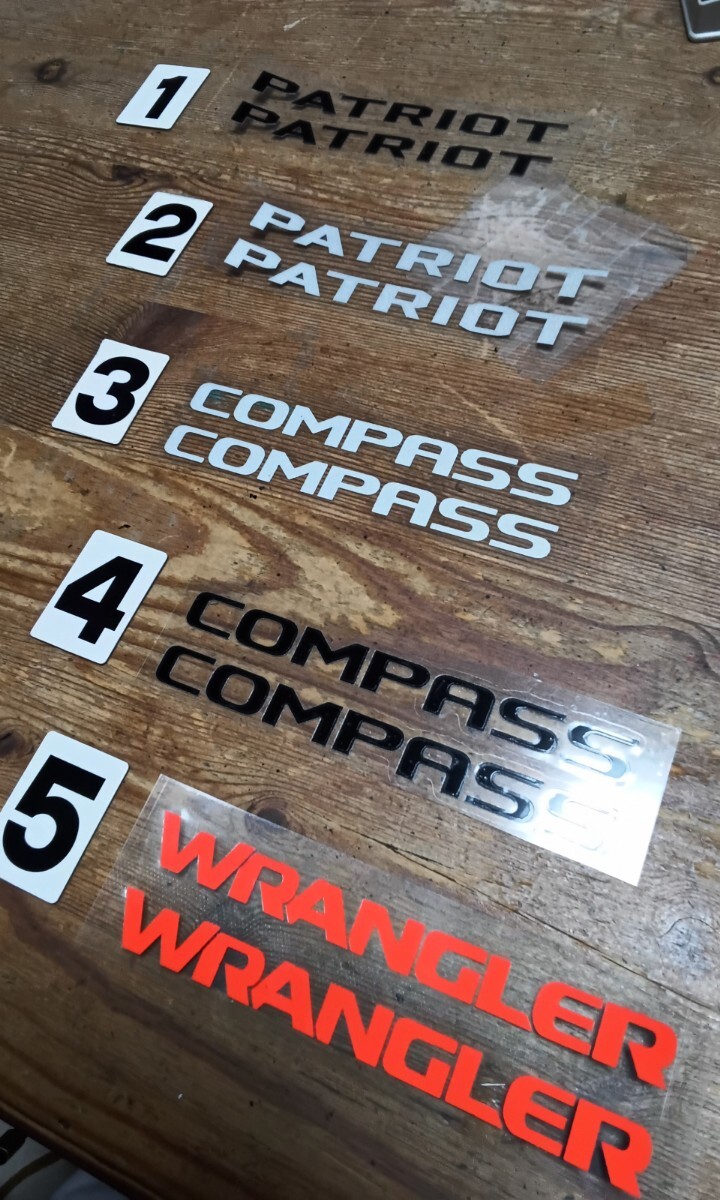 1
PATRIOT
PATRIOT
2
PATRIOT
PATRIOT
3
COMPASS
COMPASS
4
COMPASS
COMPASS
5
WRANGLER
WRANGLER